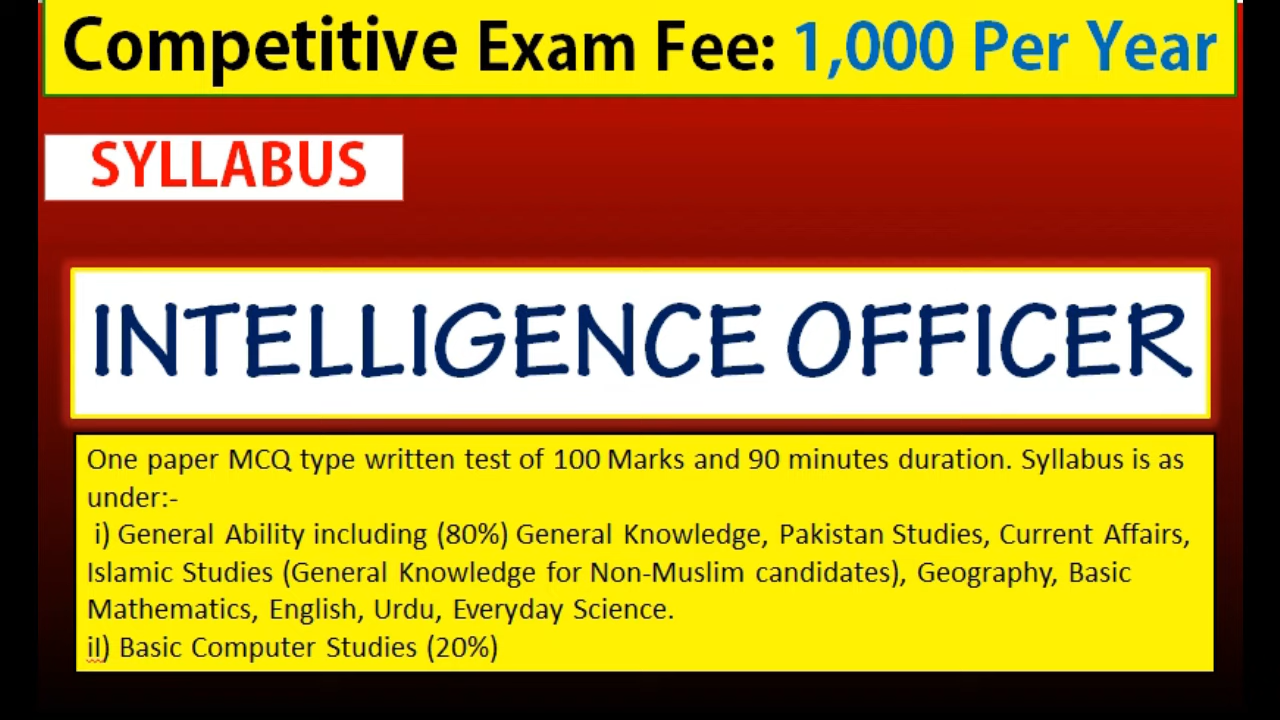 Competitive Exam Fee: 1,000 Per Year
SYLLABUS
INTELLIGENCE OFFICER
One paper MCQ type written test of 100 Marks and 90 minutes duration. Syllabus is as
under:-
i) General Ability including (80%) General Knowledge, Pakistan Studies, Current Affairs,
Islamic Studies (General Knowledge for Non-Muslim candidates), Geography, Basic
Mathematics, English, Urdu, Everyday Science.
iI) Basic Computer Studies (20%)